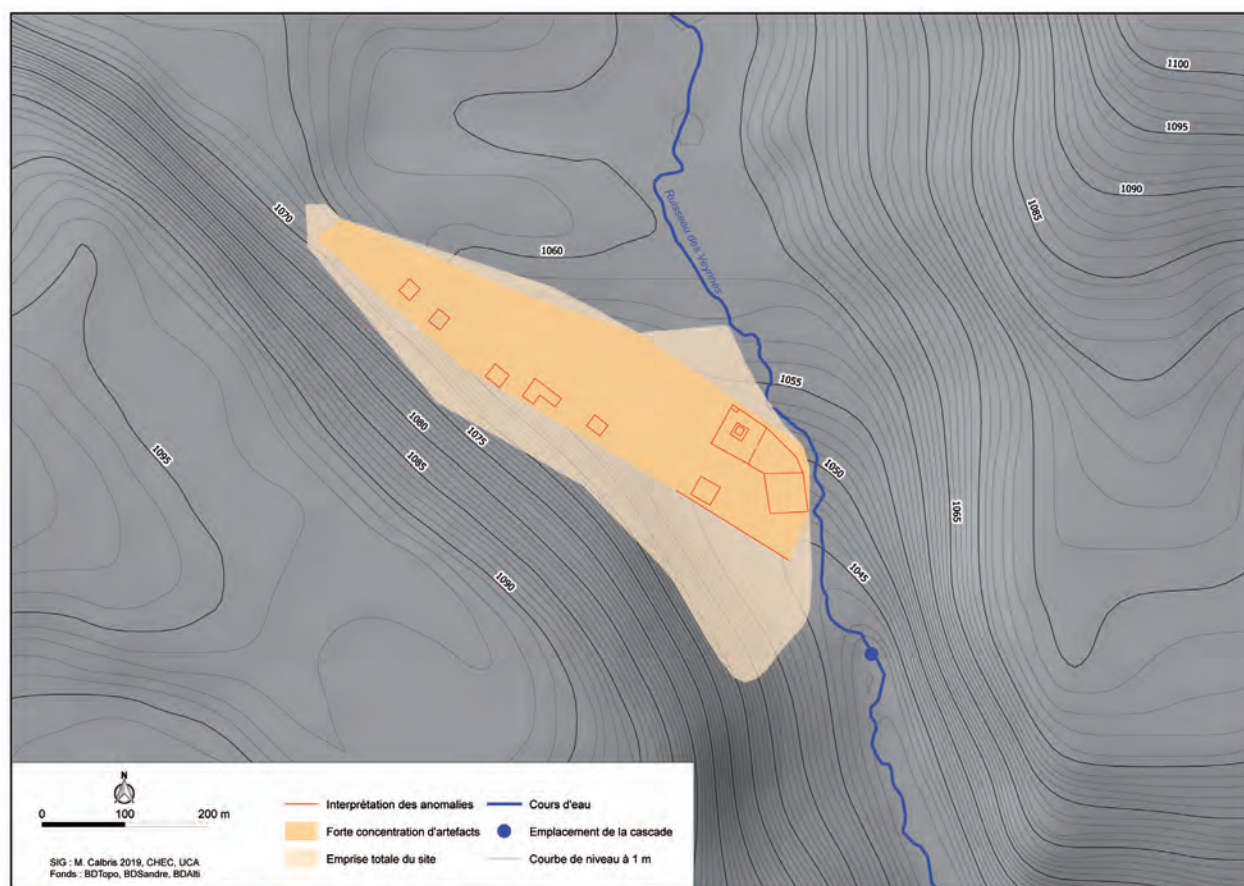 1100
1095
1090
1085
1070
1060
Ruisseau des Veyrines
1055
1080
1075
1085
1095
1050
1065
1045
1090
N
0 100 200 m
SIG : M. Calbris 2019, CHEC, UCA
Fonds : BDTopo, BDSandre, BDAlti
Interprétation des anomalies
Forte concentration d'artefacts
Emprise totale du site
Cours d'eau
Emplacement de la cascade
Courbe de niveau à 1 m